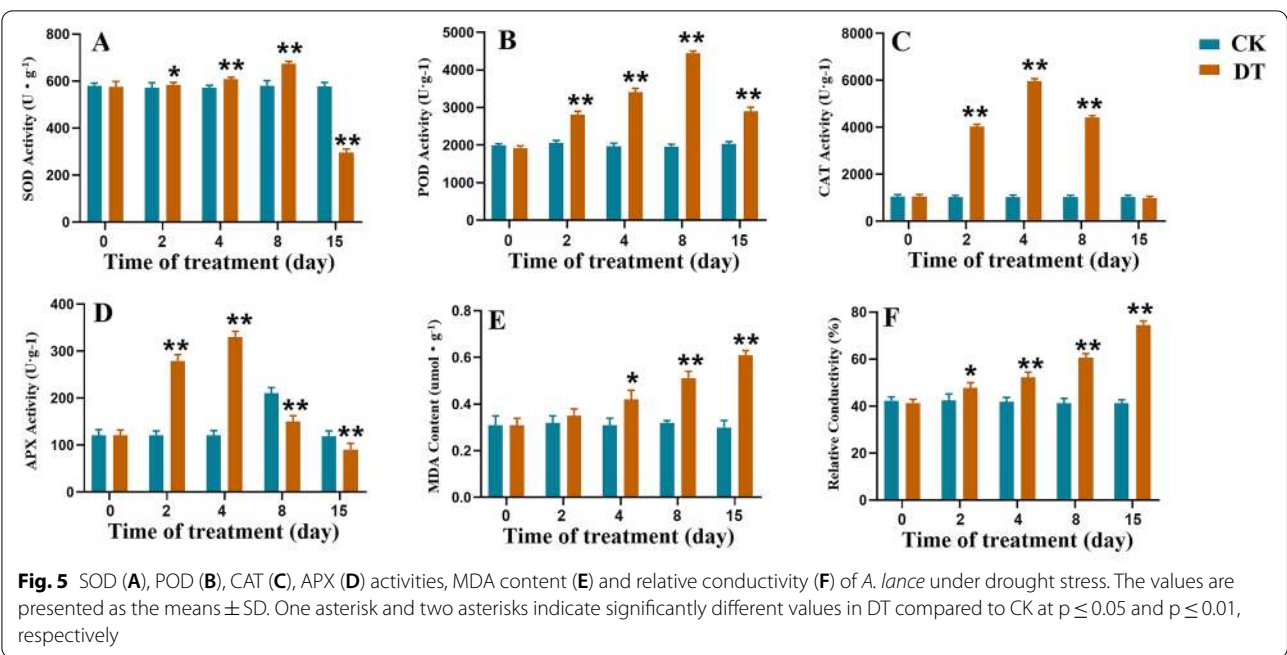 A
SOD Activity (U · g⁻¹)
800
600
400
200
0
* ** ** **
0 2 4 8 15
Time of treatment (day)
B
POD Activity (U·g-1)
5000
4000
3000
2000
1000
0
** ** ** **
0 2 4 8 15
Time of treatment (day)
C
CAT Activity (U·g-1)
8000
6000
4000
2000
0
** ** **
0 2 4 8 15
Time of treatment (day)
CK
DT
D
APX Activity (U·g-1)
400
300
200
100
0
** ** ** **
0 2 4 8 15
Time of treatment (day)
E
MDA Content (umol · g⁻¹)
0.8
0.6
0.4
0.2
0.0
* ** **
0 2 4 8 15
Time of treatment (day)
F
Relative Conductivity (%)
80
60
40
20
0
* ** ** **
0 2 4 8 15
Time of treatment (day)
Fig. 5 SOD (A), POD (B), CAT (C), APX (D) activities, MDA content (E) and relative conductivity (F) of A. lance under drought stress. The values are
presented as the means ± SD. One asterisk and two asterisks indicate significantly different values in DT compared to CK at p ≤ 0.05 and p ≤ 0.01,
respectively